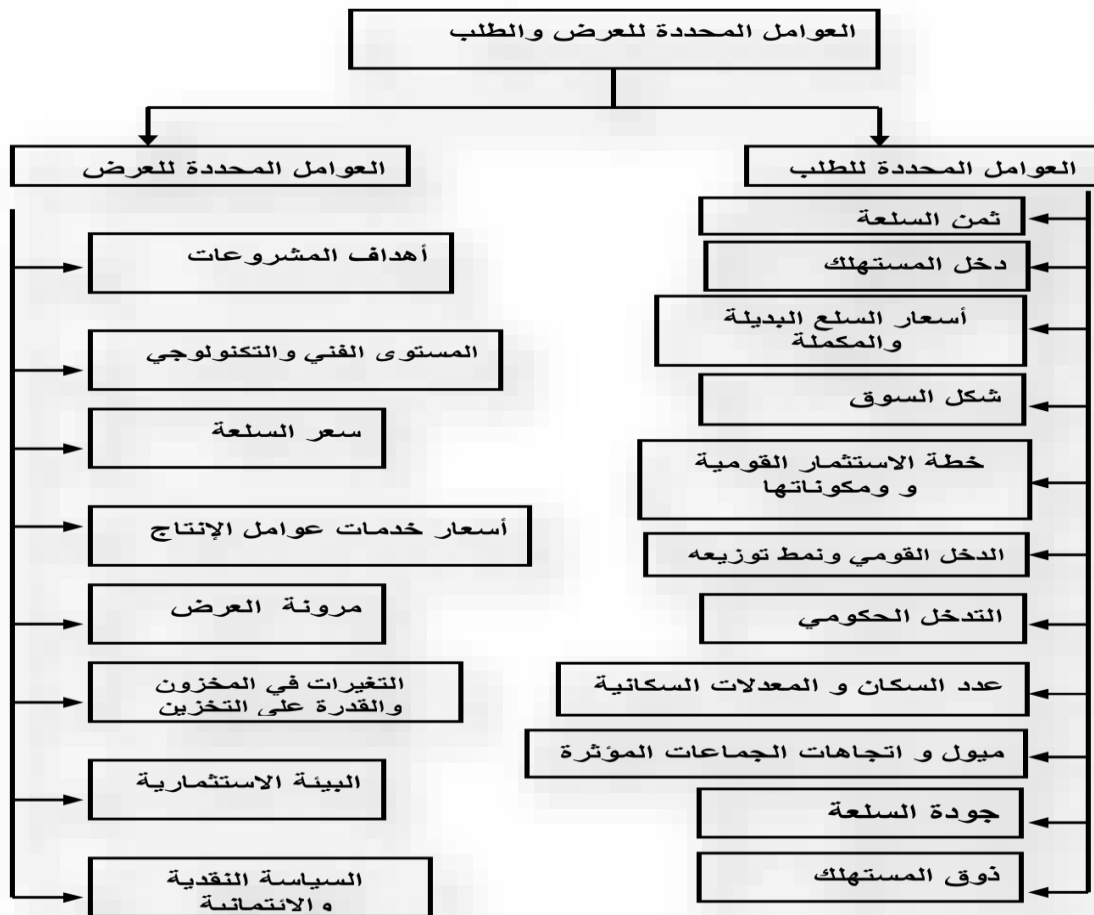 العوامل المحددة للعرض والطلب
العوامل المحددة للطلب
ثمن السلعة
دخل المستهلك
أسعار السلع البديلة
والمكملة
شكل السوق
خطة الاستثمار القومية
و ومكوناتها
الدخل القومي ونمط توزيعه
التدخل الحكومي
عدد السكان و المعدلات السكانية
ميول و اتجاهات الجماعات المؤثرة
جودة السلعة
ذوق المستهلك
العوامل المحددة للعرض
أهداف المشروعات
المستوى الفني والتكنولوجي
سعر السلعة
أسعار خدمات عوامل الإنتاج
مرونة العرض
التغيرات في المخزون
والقدرة على التخزين
البيئة الاستثمارية
السياسة النقدية
و الائتمانية